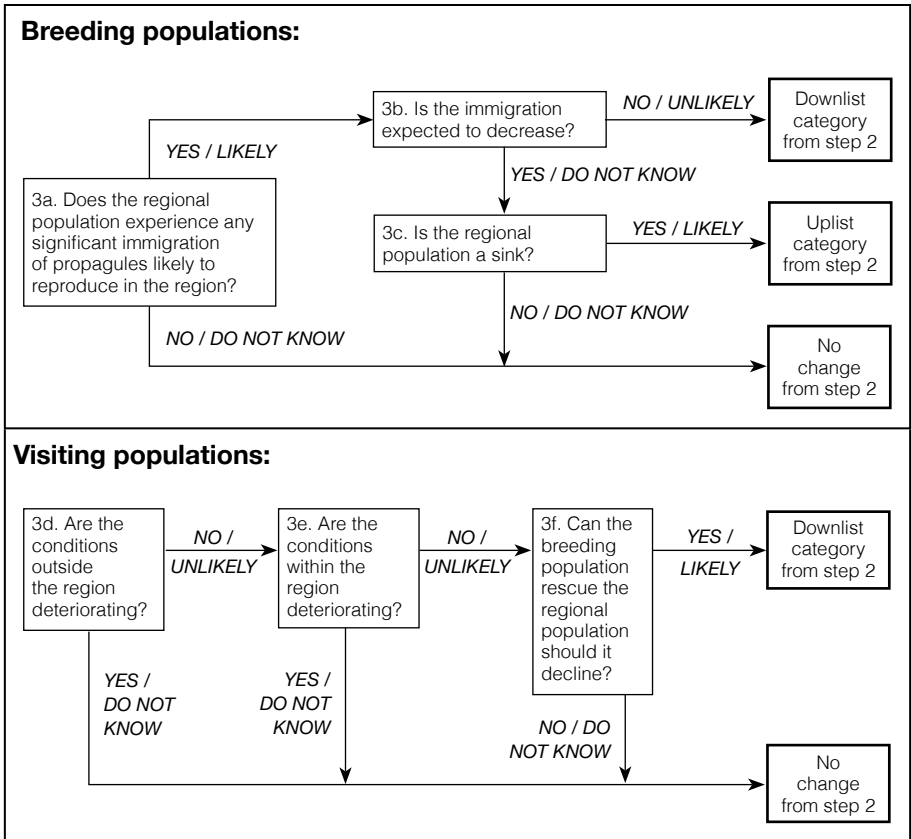 Breeding populations:
3b. Is the immigration
expected to decrease?
NO / UNLIKELY
Downlist
category
from step 2
YES / LIKELY
YES / DO NOT KNOW
3a. Does the regional
population experience any
significant immigration
of propagules likely to
reproduce in the region?
3c. Is the regional
population a sink?
YES / LIKELY
Uplist
category
from step 2
NO / DO NOT KNOW
NO / DO NOT KNOW
No
change
from step 2
Visiting populations:
3d. Are the
conditions
outside
the region
deteriorating?
NO /
UNLIKELY
3e. Are the
conditions
within the
region
deteriorating?
NO /
UNLIKELY
3f. Can the
breeding
population
rescue the
regional
population
should it
decline?
YES /
LIKELY
Downlist
category
from step 2
YES /
DO NOT
KNOW
YES /
DO NOT
KNOW
NO / DO
NOT KNOW
No
change
from step 2